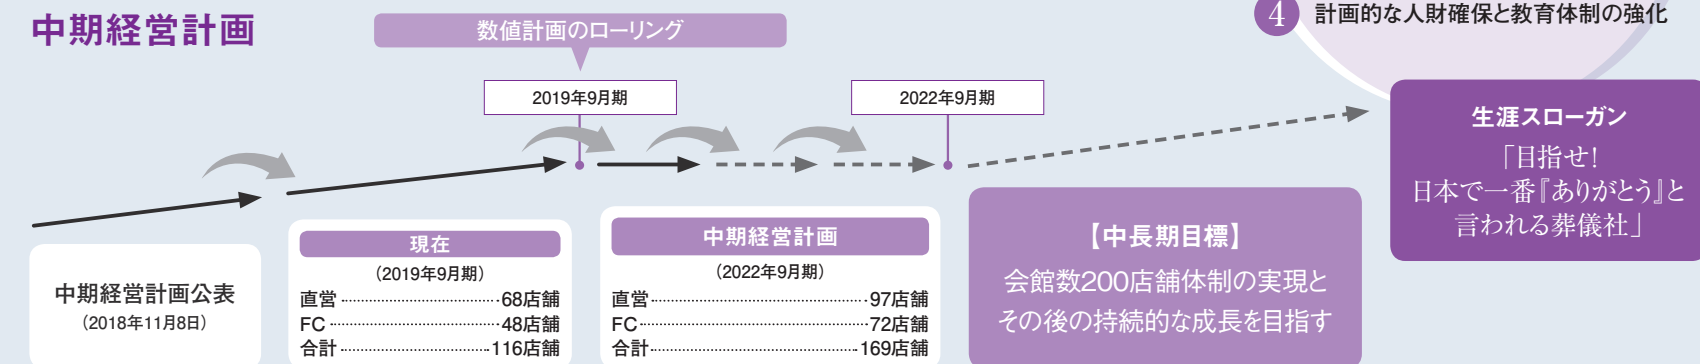 中期経営計画
数値計画のローリング
4 計画的な人財確保と教育体制の強化
2019年9月期
2022年9月期
生涯スローガン
「目指せ!
日本で一番『ありがとう』と
言われる葬儀社」
中期経営計画公表
(2018年11月8日)
現在
(2019年9月期)
直営 68店舗
FC 48店舗
合計 116店舗
中期経営計画
(2022年9月期)
直営 97店舗
FC 72店舗
合計 169店舗
【中長期目標】
会館数200店舗体制の実現と
その後の持続的な成長を目指す